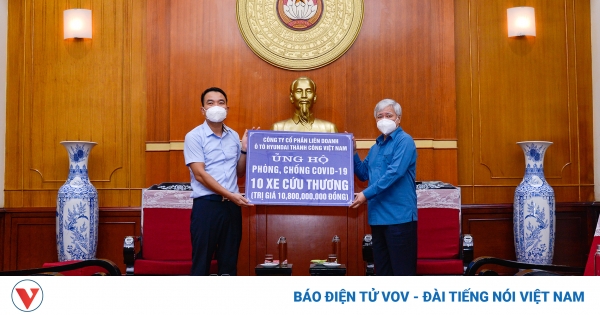 CÔNG TY CỔ PHẦN LIÊN DOANH
Ô TÔ HYUNDAI THÀNH CÔNG VIỆT NAM
ỦNG HỘ
PHÒNG, CHỐNG COVID-19
10 XE CỨU THƯƠNG
(TRỊ GIÁ 10,800,000,000 ĐỒNG)
BÁO ĐIỆN TỬ VOV - ĐÀI TIẾNG NÓI VIỆT NAM